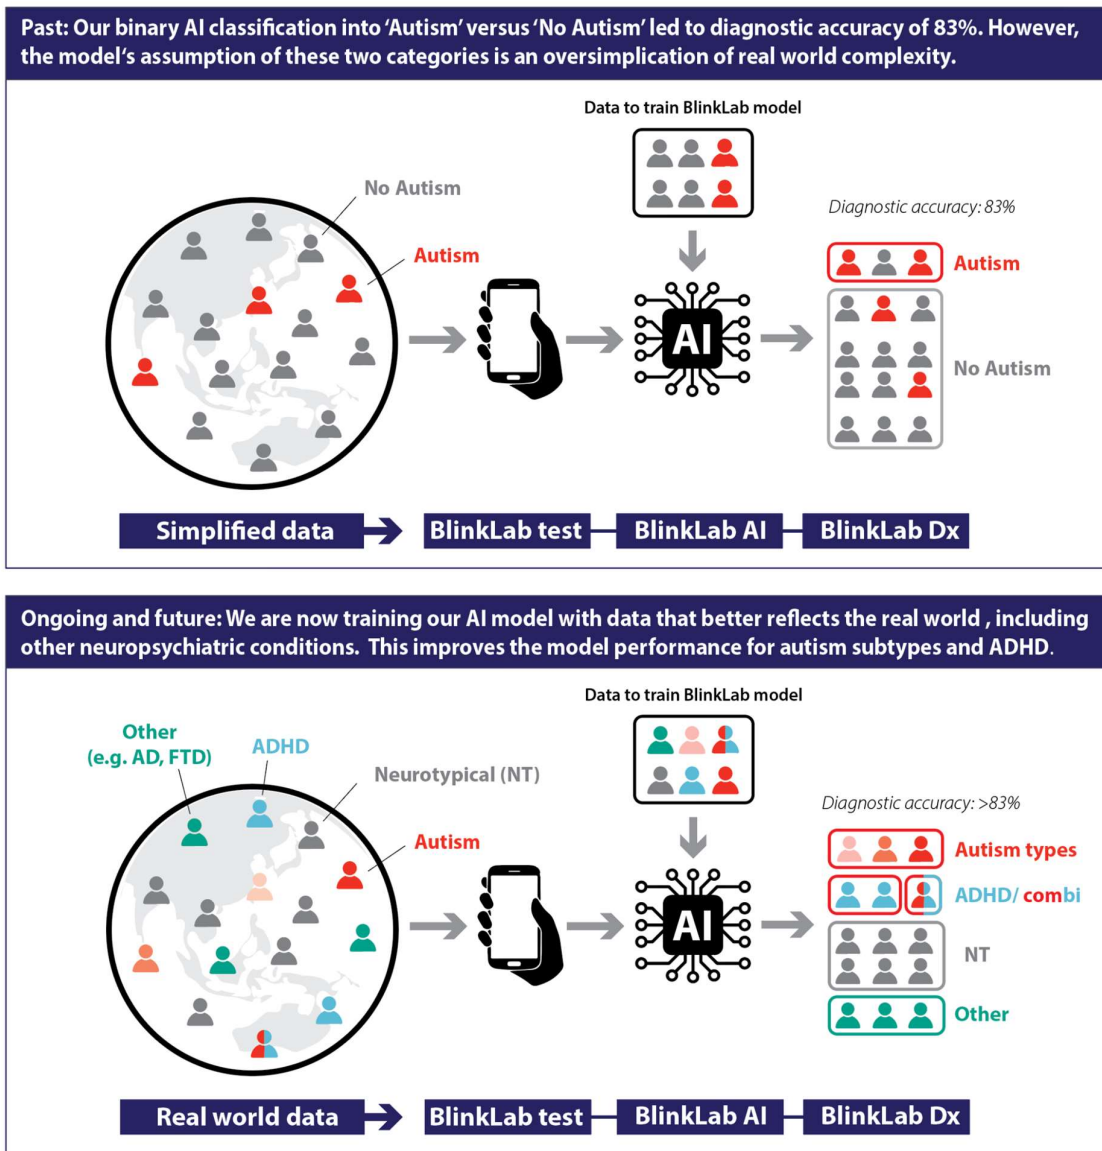 Past: Our binary AI classification into ‘Autism’ versus ‘No Autism’ led to diagnostic accuracy of 83%. However,
the model’s assumption of these two categories is an oversimplication of real world complexity.
Data to train BlinkLab model
No Autism
Autism
Diagnostic accuracy: 83%
Autism
AI
No Autism
Simplified data
BlinkLab test
BlinkLab AI
BlinkLab Dx
Ongoing and future: We are now training our AI model with data that better reflects the real world , including
other neuropsychiatric conditions. This improves the model performance for autism subtypes and ADHD.
Data to train BlinkLab model
Other
(e.g. AD, FTD)
ADHD
Neurotypical (NT)
Autism
Diagnostic accuracy: >83%
Autism types
ADHD/ combi
AI
NT
Other
Real world data
BlinkLab test
BlinkLab AI
BlinkLab Dx